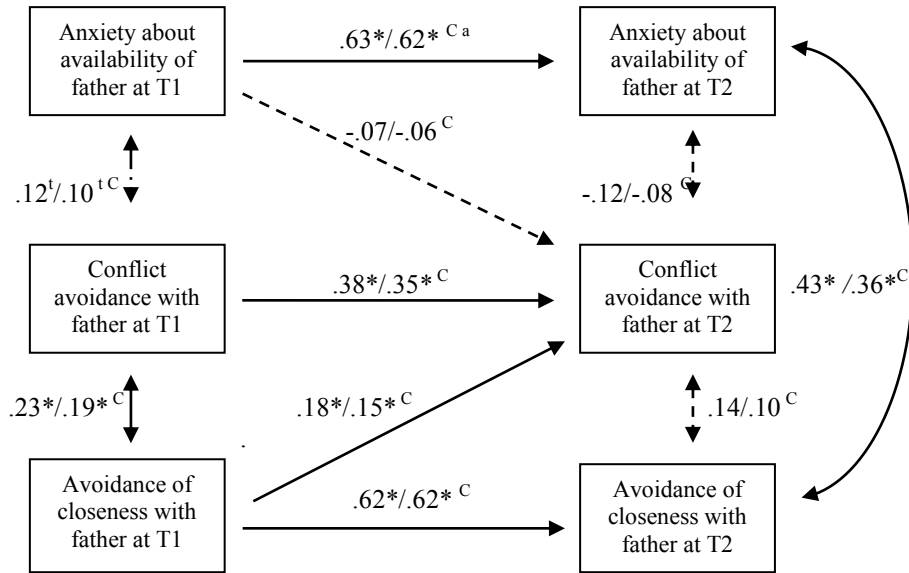 Anxiety about
availability of
father at T1
.63*/.62* C a
Anxiety about
availability of
father at T2
-.07/-.06 C
.12t/.10 t C
-.12/-.08 C
Conflict
avoidance with
father at T1
.38*/.35* C
Conflict
avoidance with
father at T2
.43* /.36*C
.23*/.19* C
.18*/.15* C
.14/.10 C
.
Avoidance of
closeness with
father at T1
.62*/.62* C
Avoidance of
closeness with
father at T2